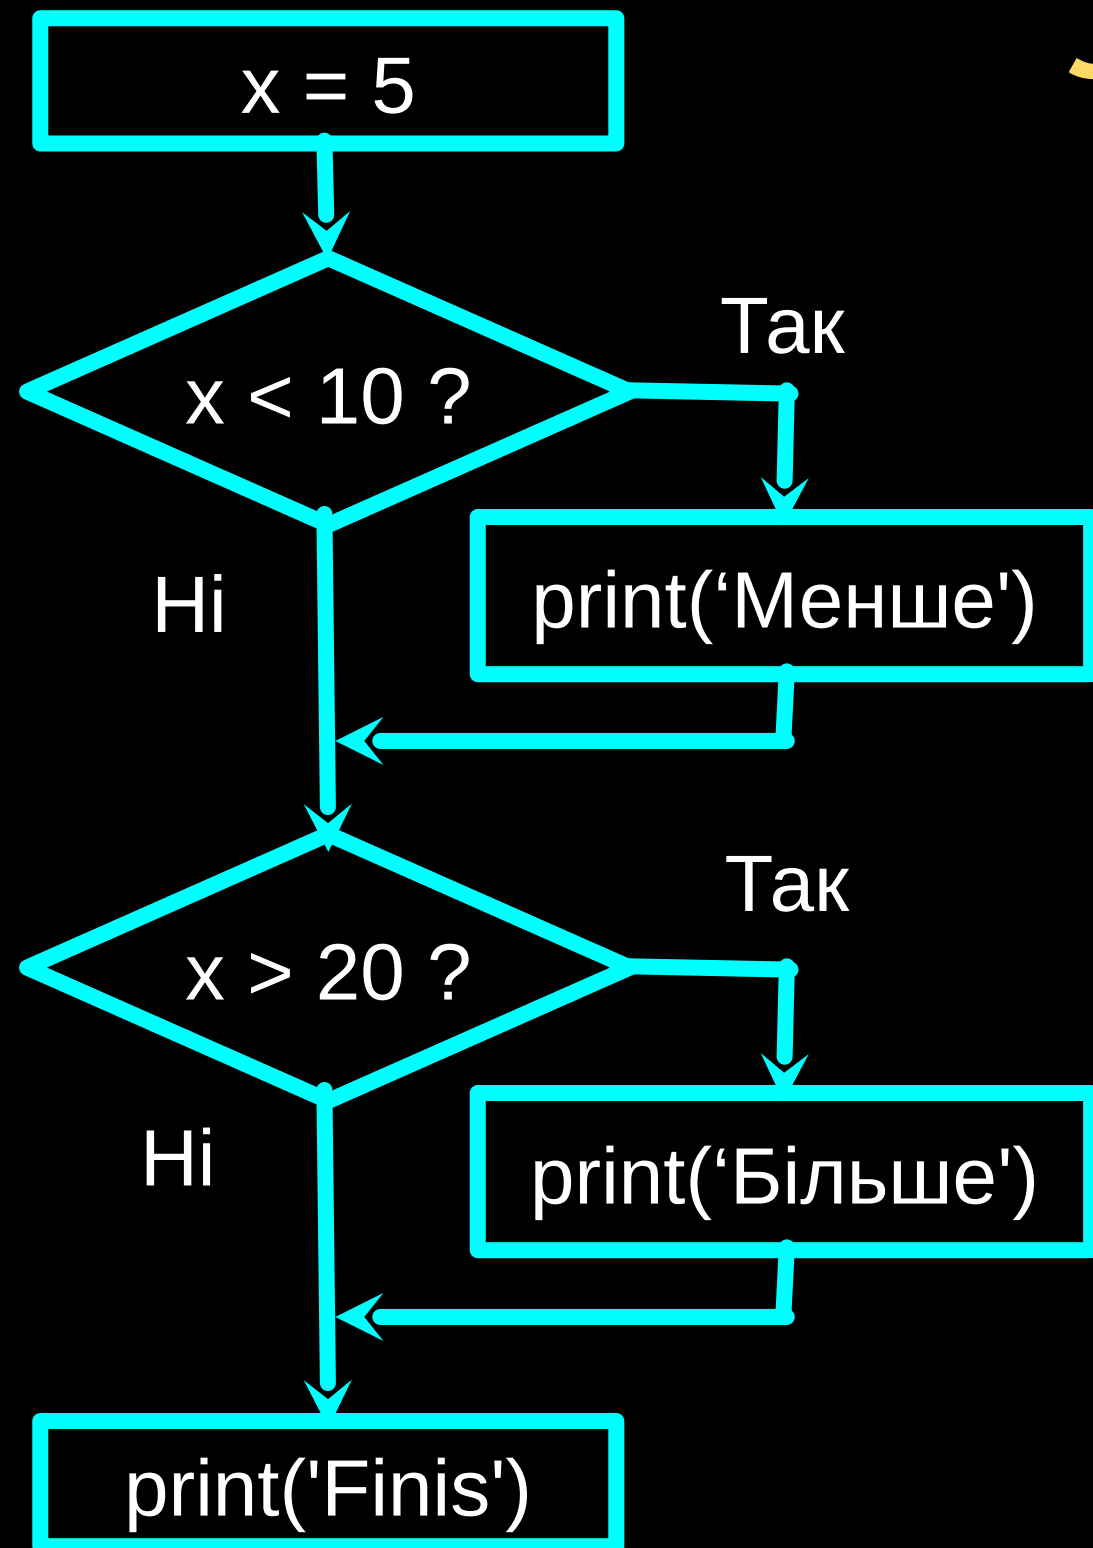 x = 5
Так
x < 10 ?
print(‘Менше')
Ні
Так
x > 20 ?
print(‘Більше')
Ні
print('Finis')